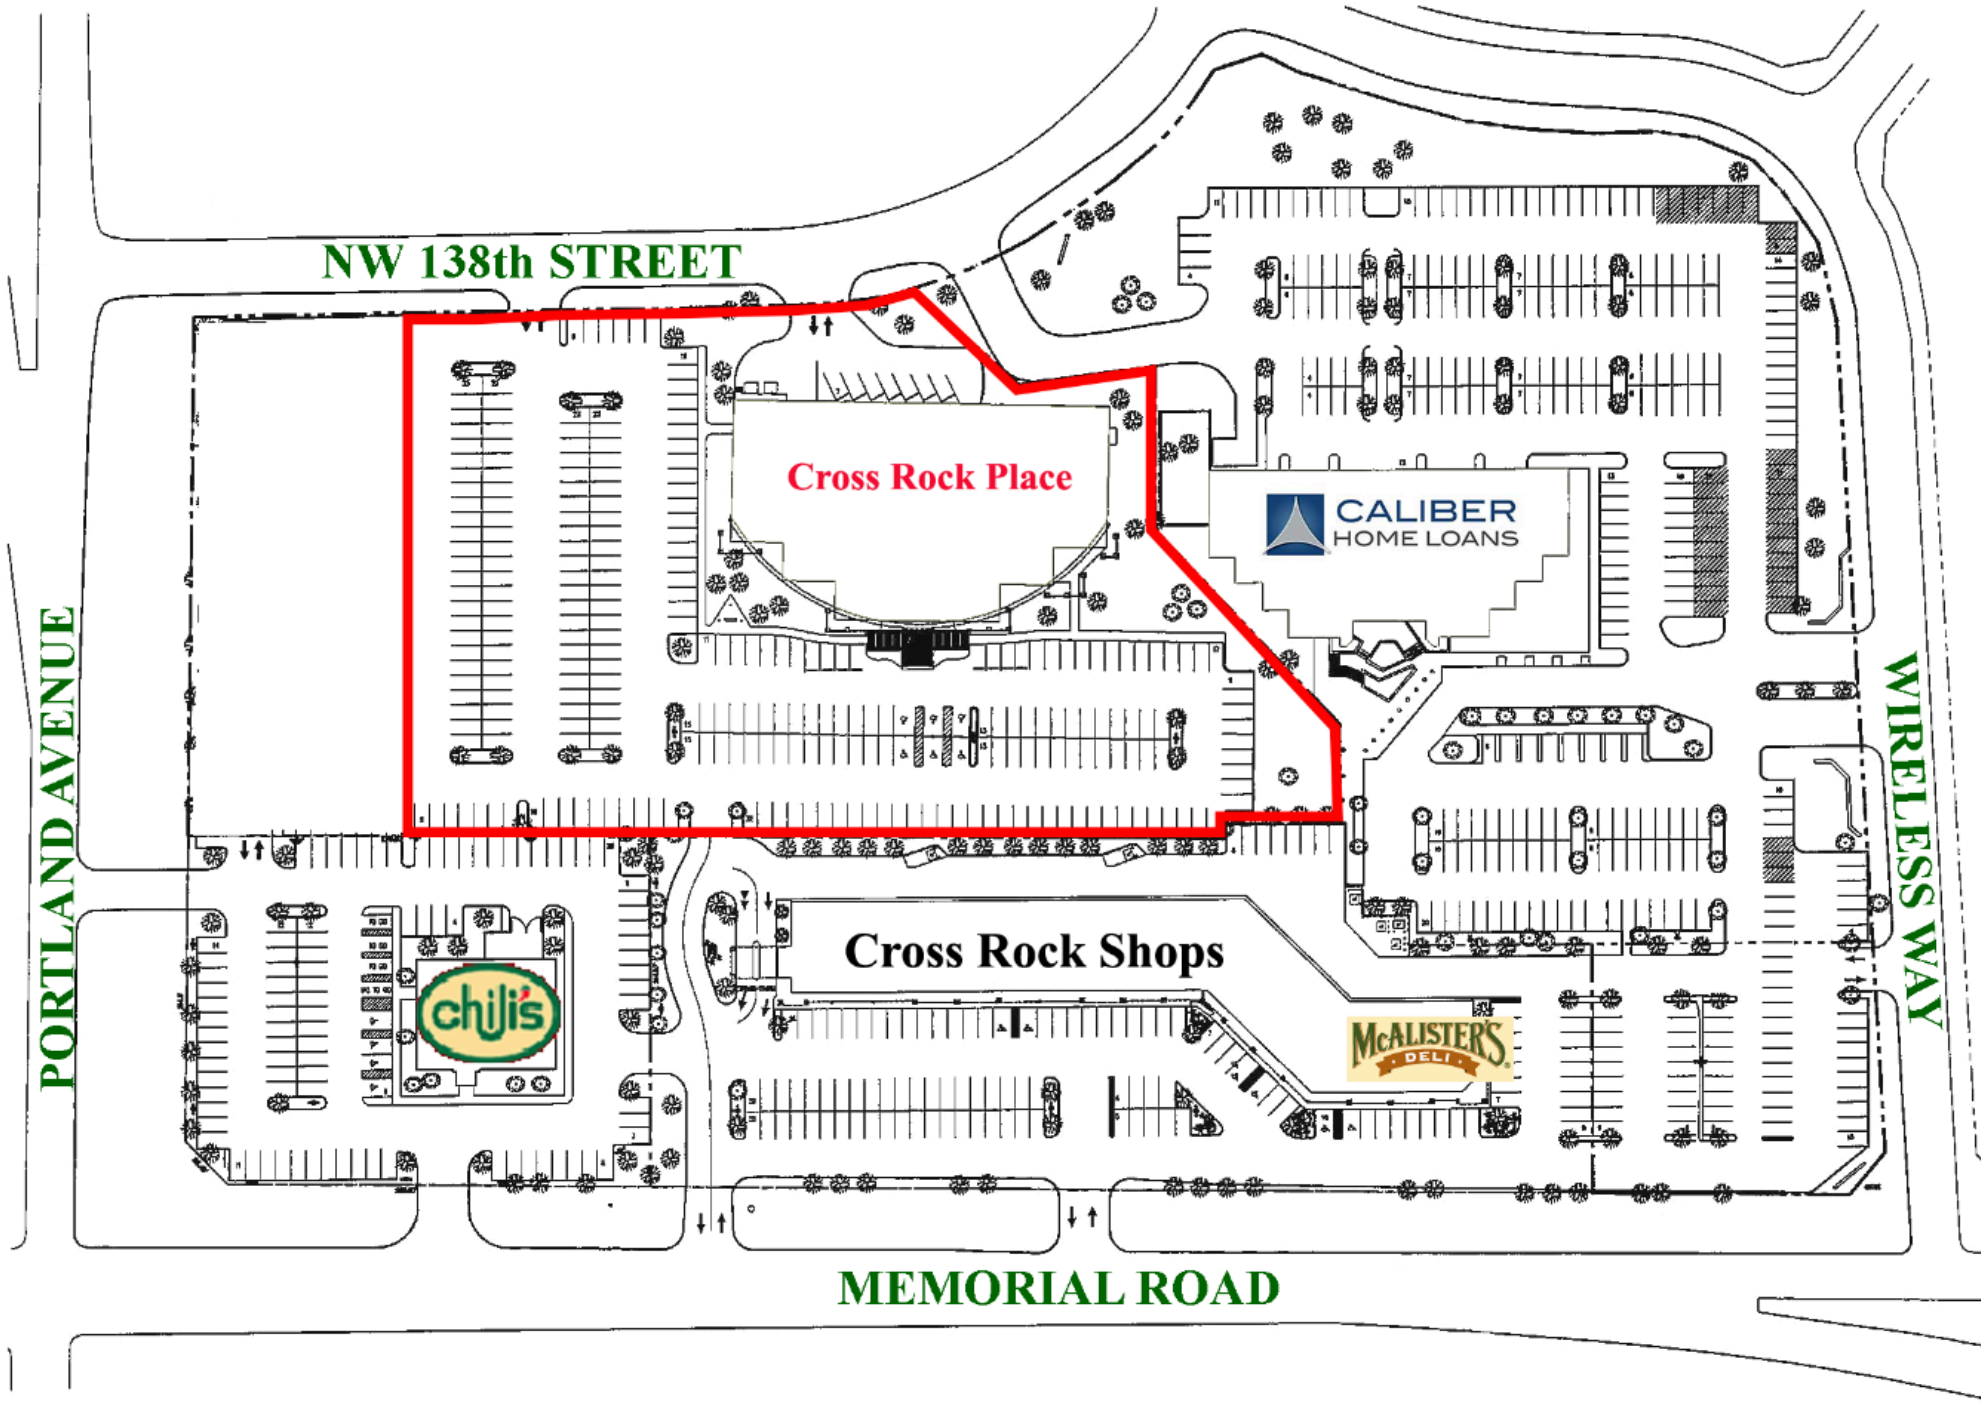 NW 138th STREET
Cross Rock Place
CALIBER
HOME LOANS
PORTLAND AVENUE
WIRELESS WAY
Cross Rock Shops
chili's
McALISTER'S
DELI
MEMORIAL ROAD